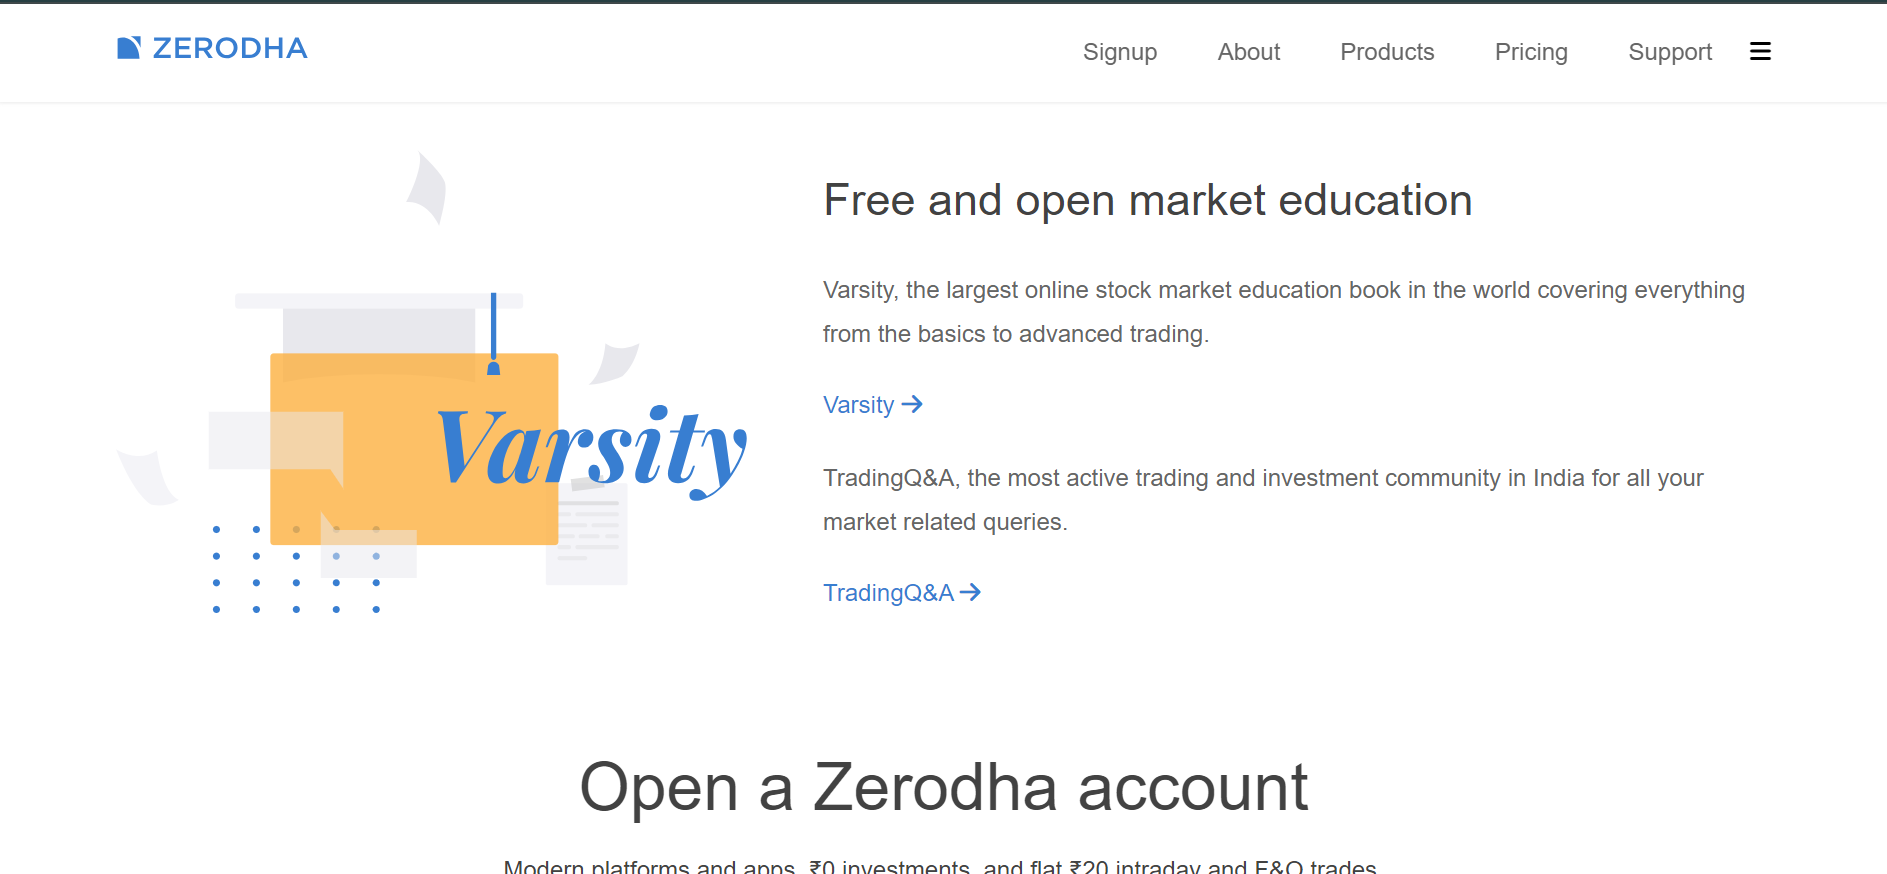 ZERODHA
Signup About Products Pricing Support
Free and open market education
Varsity, the largest online stock market education book in the world covering everything
from the basics to advanced trading.
Varsity
Varsity
TradingQ&A, the most active trading and investment community in India for all your
market related queries.
TradingQ&A
Open a Zerodha account
Modern platforms and apps, ₹0 investments, and flat ₹20 intraday and F&O trades.